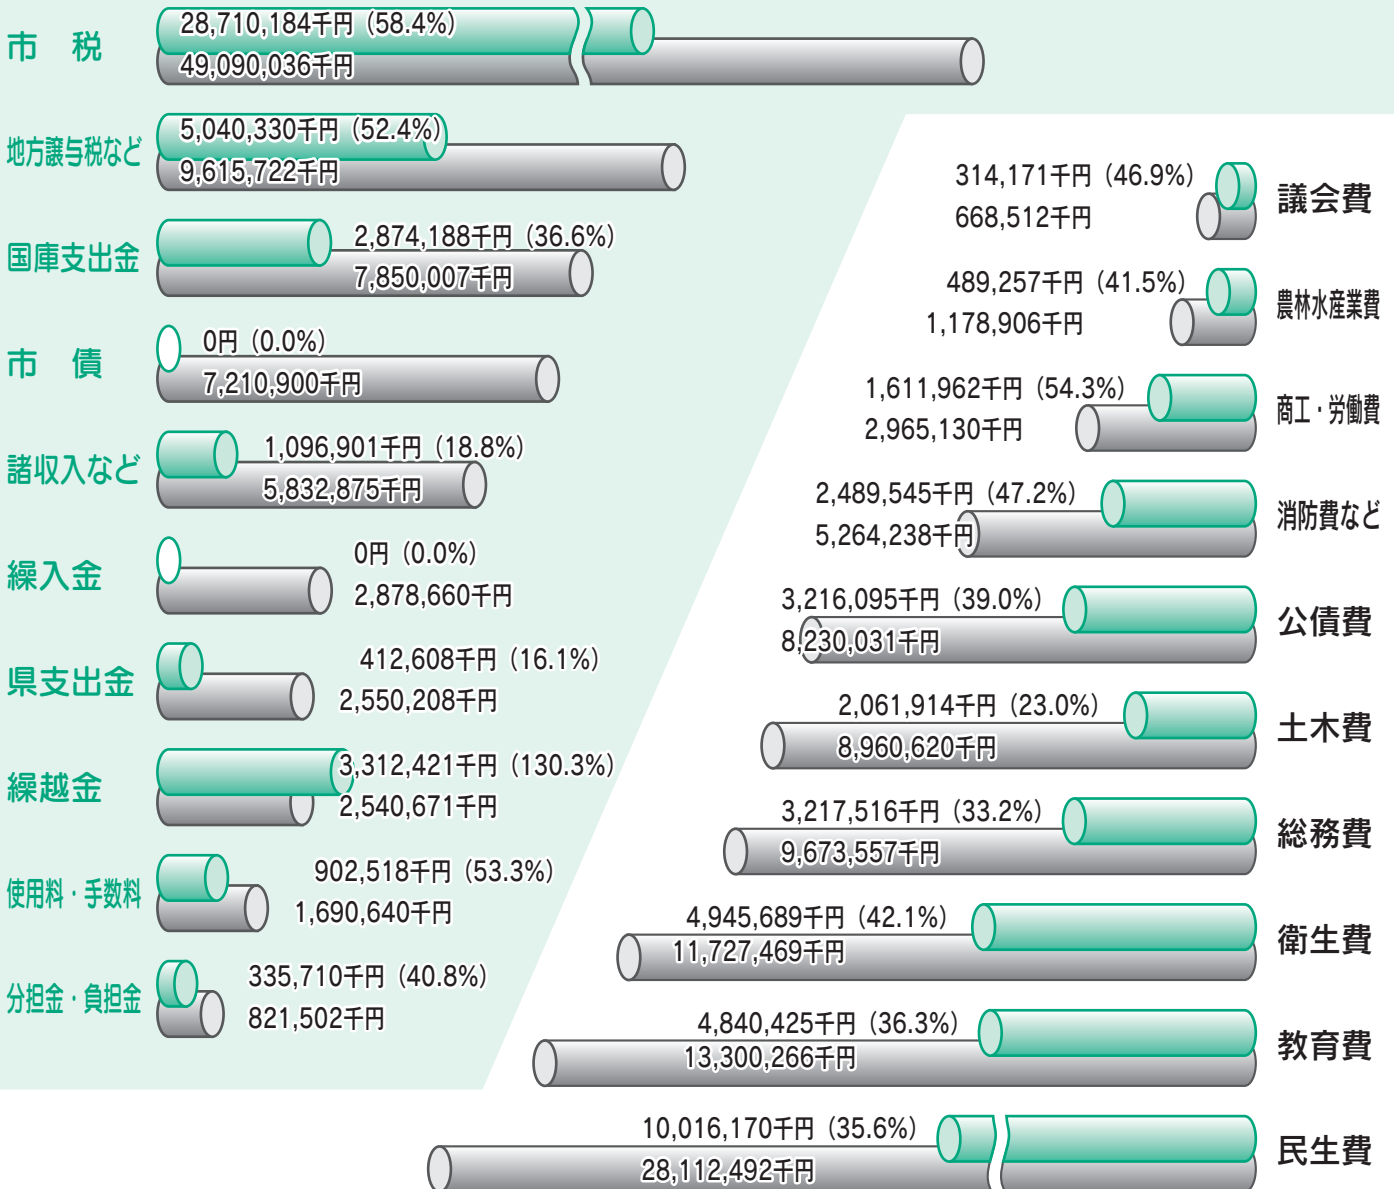 市　税
28,710,184千円（58.4%）
49,090,036千円
地方譲与税など
5,040,330千円（52.4%）
9,615,722千円
国庫支出金
2,874,188千円（36.6%）
7,850,007千円
市　債
0円（0.0%）
7,210,900千円
諸収入など
1,096,901千円（18.8%）
5,832,875千円
繰入金
0円（0.0%）
2,878,660千円
県支出金
412,608千円（16.1%）
2,550,208千円
繰越金
3,312,421千円（130.3%）
2,540,671千円
使用料・手数料
902,518千円（53.3%）
1,690,640千円
分担金・負担金
335,710千円（40.8%）
821,502千円
314,171千円（46.9%）
668,512千円
議会費
489,257千円（41.5%）
1,178,906千円
農林水産業費
1,611,962千円（54.3%）
2,965,130千円
商工・労働費
2,489,545千円（47.2%）
5,264,238千円
消防費など
3,216,095千円（39.0%）
8,230,031千円
公債費
2,061,914千円（23.0%）
8,960,620千円
土木費
3,217,516千円（33.2%）
9,673,557千円
総務費
4,945,689千円（42.1%）
11,727,469千円
衛生費
4,840,425千円（36.3%）
13,300,266千円
教育費
10,016,170千円（35.6%）
28,112,492千円
民生費